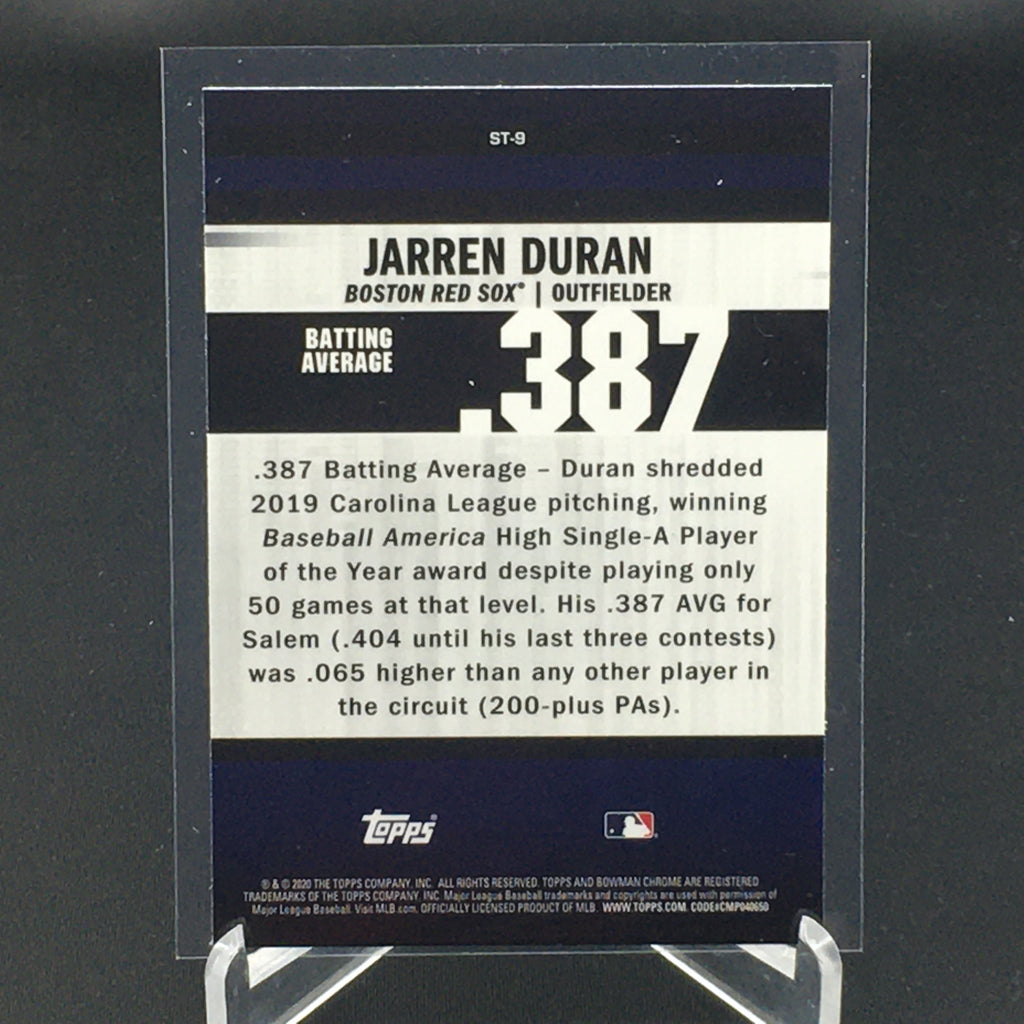 ST-9
JARREN DURAN
BOSTON RED SOX® | OUTFIELDER
BATTING
AVERAGE
.387
.387 Batting Average – Duran shredded
2019 Carolina League pitching, winning
Baseball America High Single-A Player
of the Year award despite playing only
50 games at that level. His .387 AVG for
Salem (.404 until his last three contests)
was .065 higher than any other player in
the circuit (200-plus PAs).
Topps®
® & © 2020 THE TOPPS COMPANY, INC. ALL RIGHTS RESERVED. TOPPS AND BOWMAN CHROME ARE REGISTERED
TRADEMARKS OF THE TOPPS COMPANY, INC. Major League Baseball trademarks and copyrights are used with permission of
Major League Baseball. Visit MLB.com. OFFICIALLY LICENSED PRODUCT OF MLB. WWW.TOPPS.COM. CODE#CMP040650